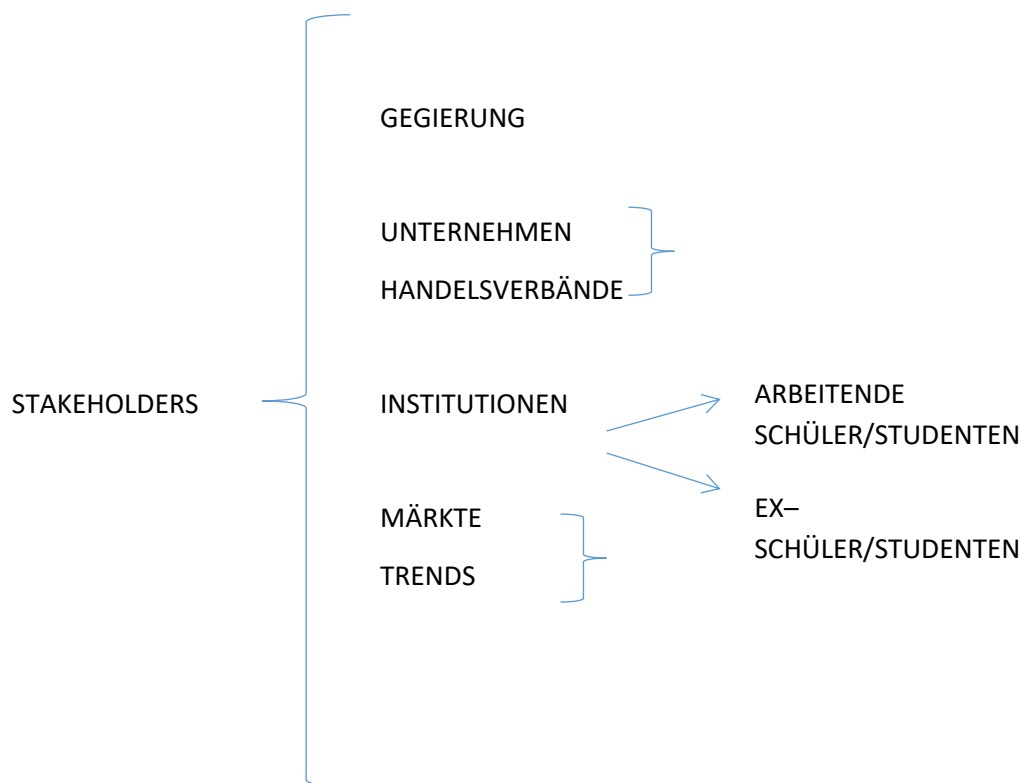 GEGIERUNG
UNTERNEHMEN
HANDELSVERBÄNDE
STAKEHOLDERS
INSTITUTIONEN
ARBEITENDE
SCHÜLER/STUDENTEN
MÄRKTE
TRENDS
EX–
SCHÜLER/STUDENTEN